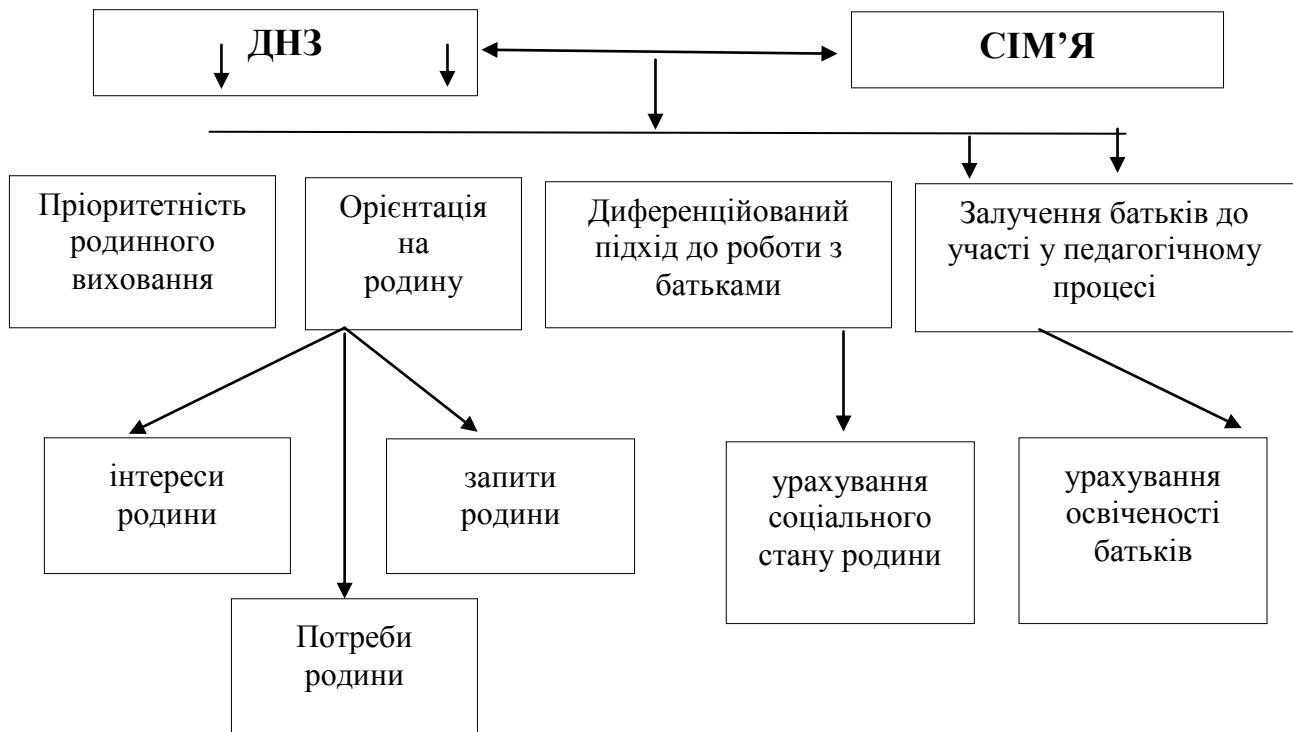 ДНЗ
СІМ’Я
Пріоритетність
родинного
виховання
Орієнтація
на
родину
Диференційований
підхід до роботи з
батьками
Залучення батьків до
участі у педагогічному
процесі
інтереси
родини
запити
родини
урахування
соціального
стану родини
урахування
освіченості
батьків
Потреби
родини